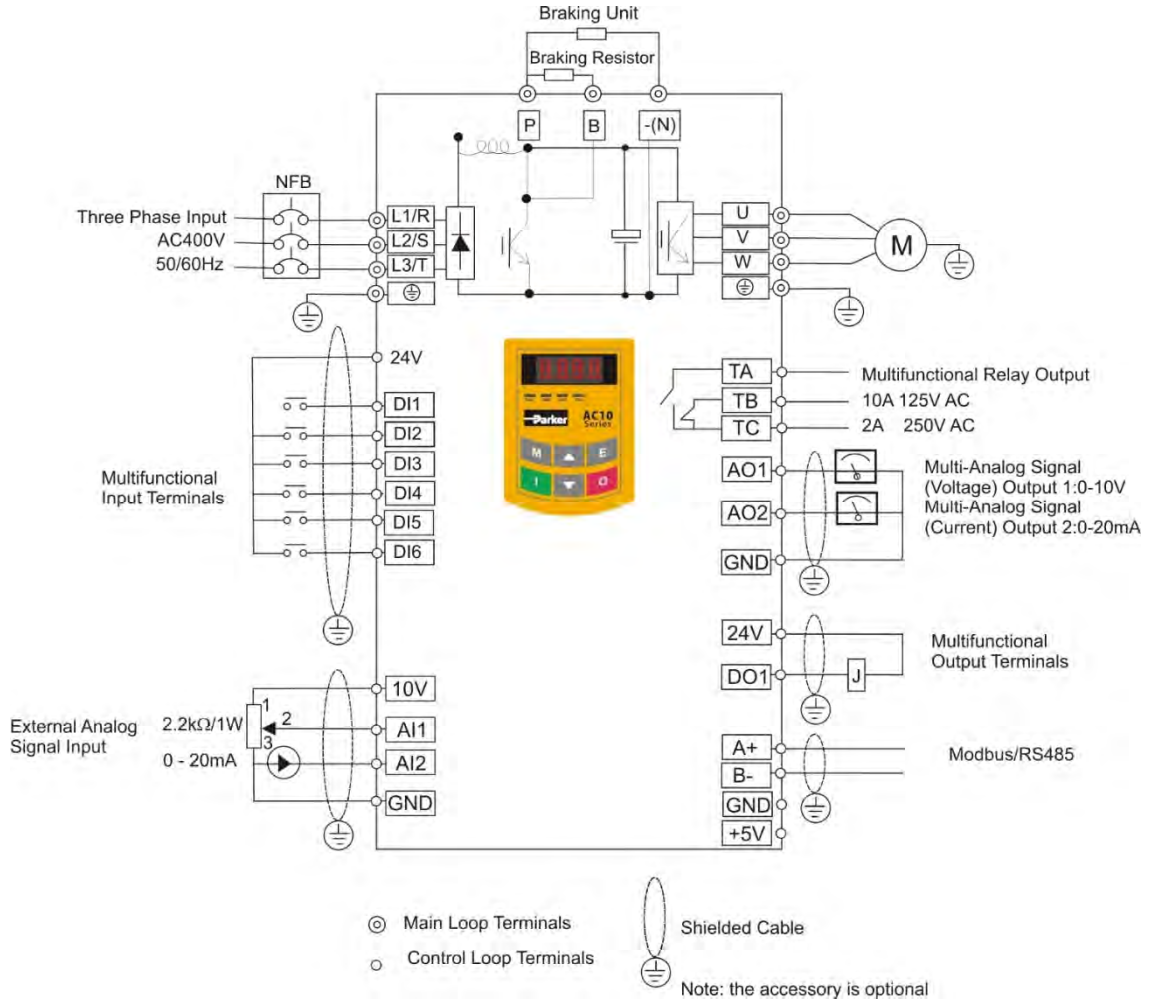 Braking Unit
Braking Resistor
P
B
-(N)
NFB
Three Phase Input
AC400V
50/60Hz
L1/R
L2/S
L3/T
U
V
W
M
24V
DI1
DI2
DI3
DI4
DI5
DI6
Multifunctional
Input Terminals
Parker
AC10
Series
M
E
I
O
TA
TB
TC
Multifunctional Relay Output
10A 125V AC
2A 250V AC
AO1
AO2
GND
Multi-Analog Signal
(Voltage) Output 1:0-10V
Multi-Analog Signal
(Current) Output 2:0-20mA
24V
DO1
J
Multifunctional
Output Terminals
External Analog
Signal Input
2.2kΩ/1W
0 - 20mA
1
2
3
10V
AI1
AI2
GND
A+
B-
GND
+5V
Modbus/RS485
Main Loop Terminals
Control Loop Terminals
Shielded Cable
Note: the accessory is optional